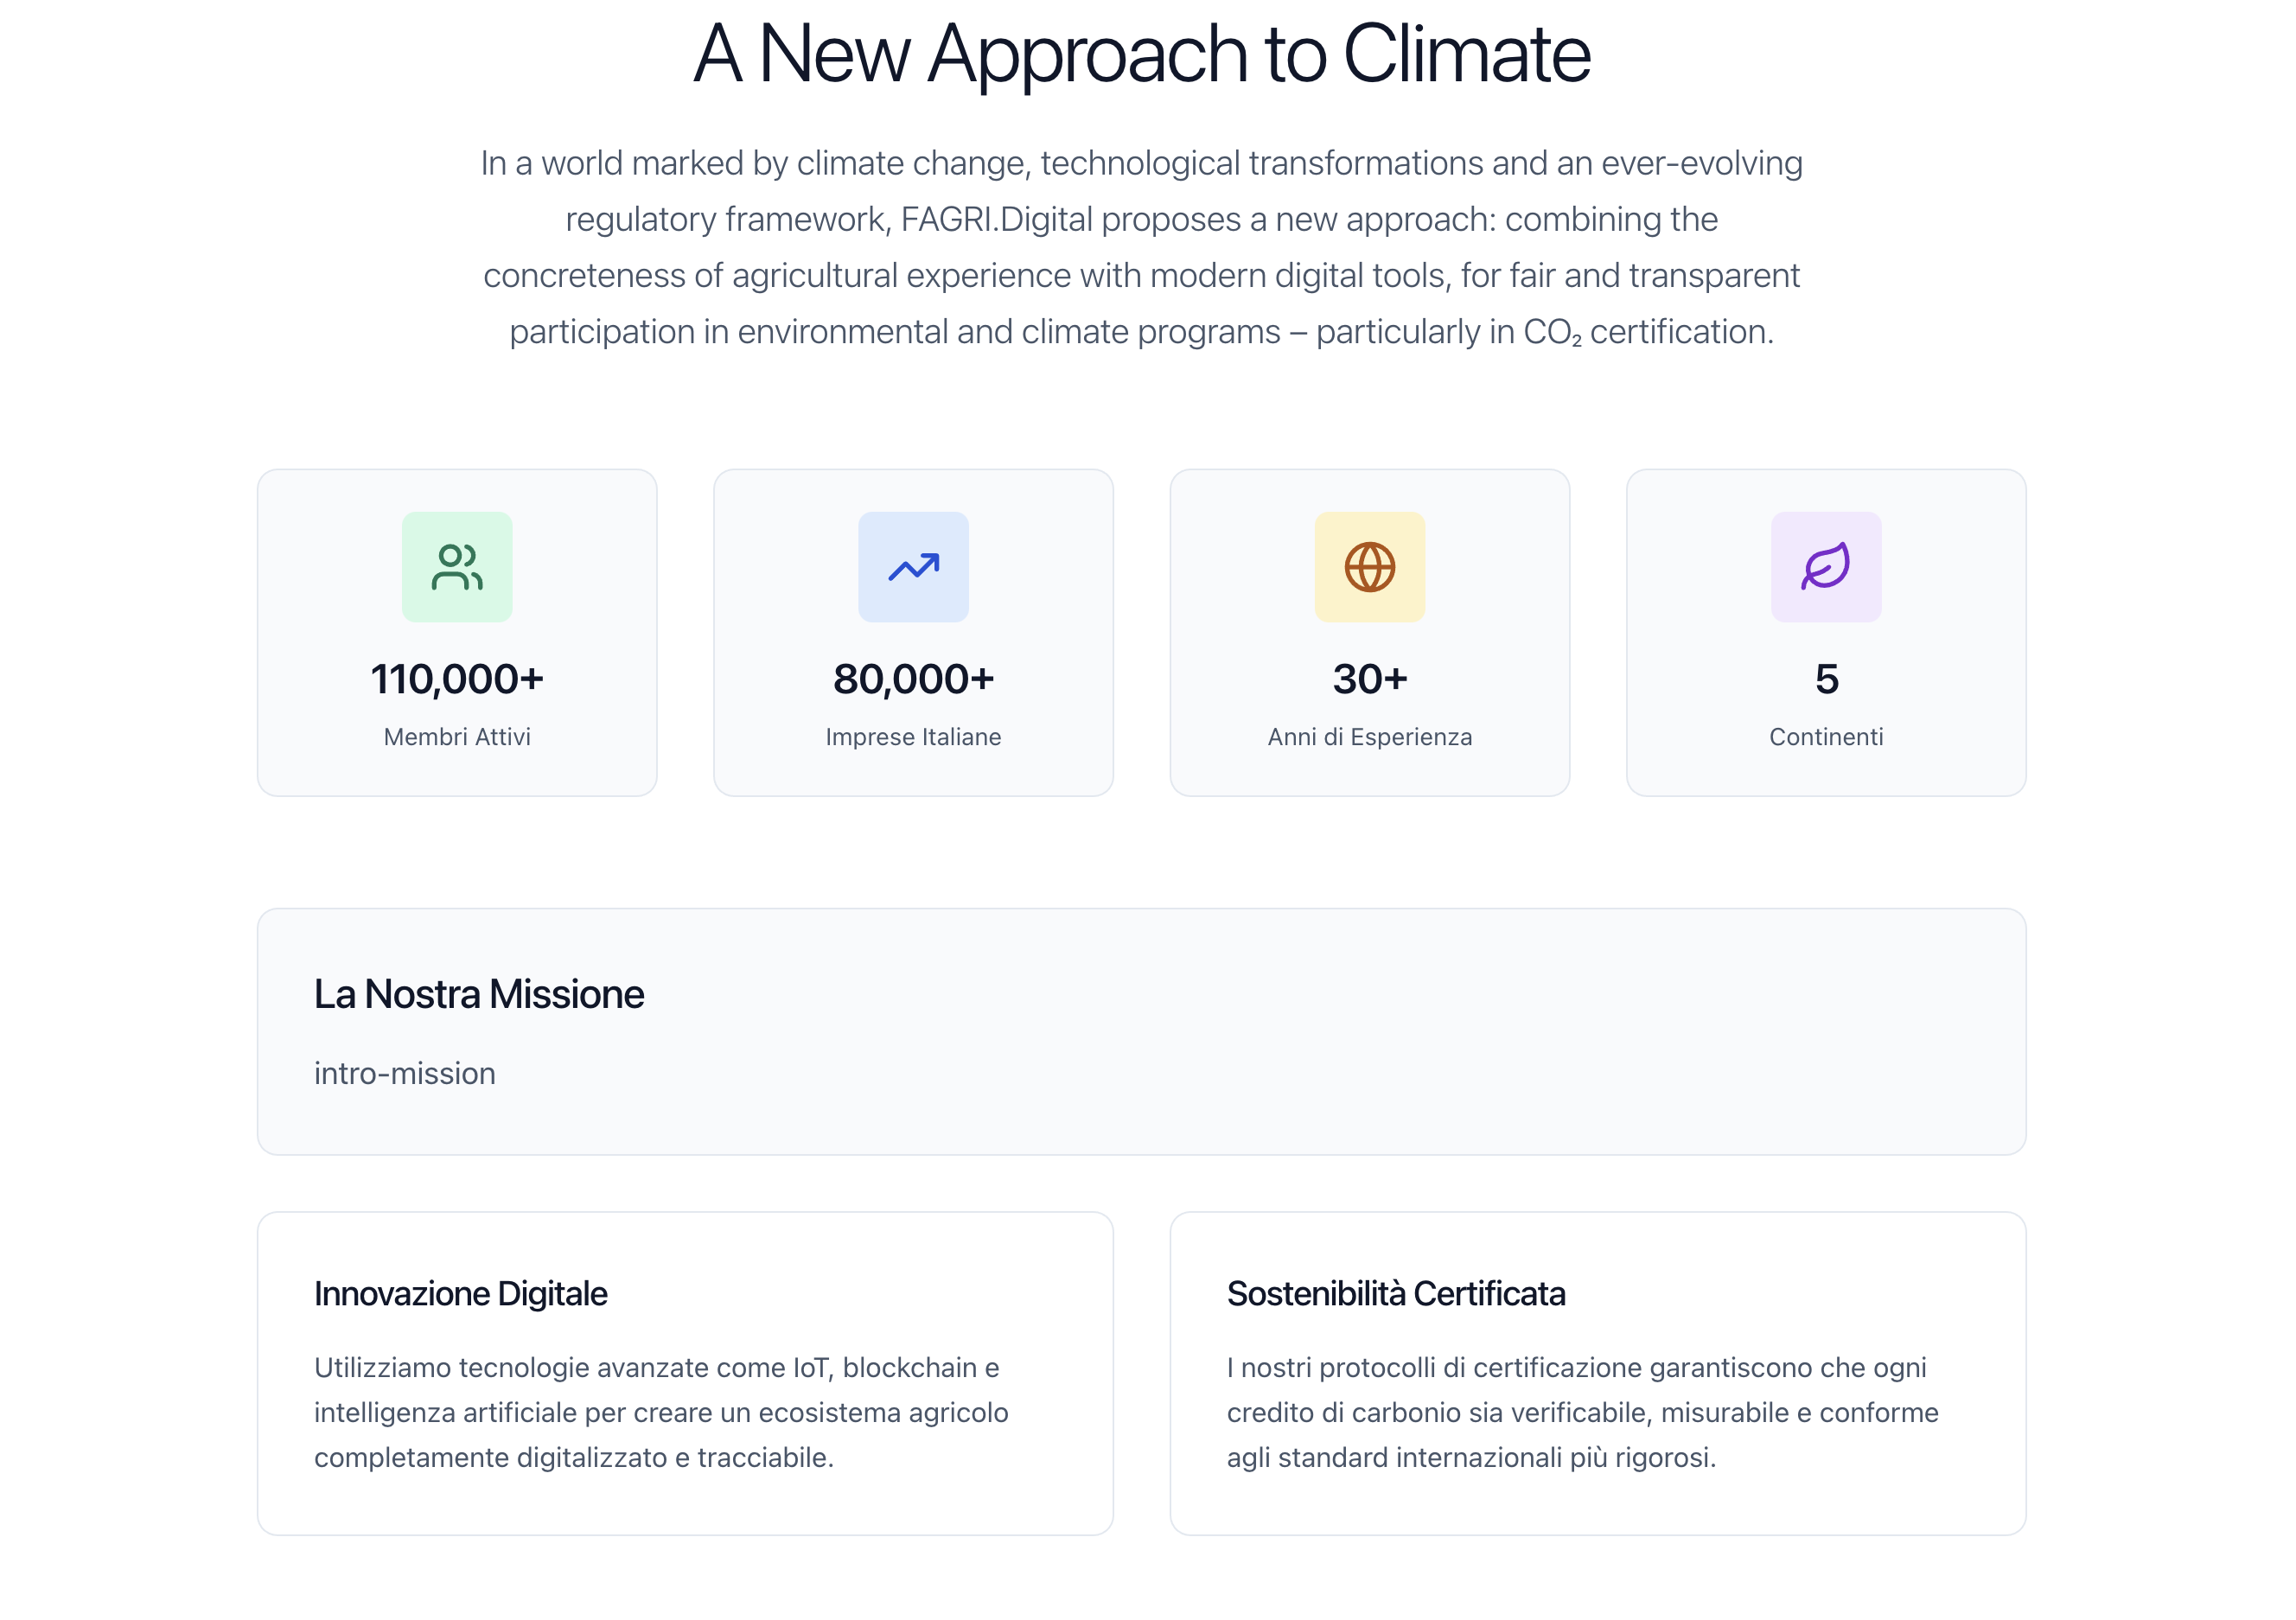 A New Approach to Climate
In a world marked by climate change, technological transformations and an ever-evolving
regulatory framework, FAGRI.Digital proposes a new approach: combining the
concreteness of agricultural experience with modern digital tools, for fair and transparent
participation in environmental and climate programs – particularly in CO₂ certification.
110,000+
Membri Attivi
80,000+
Imprese Italiane
30+
Anni di Esperienza
5
Continenti
La Nostra Missione
intro-mission
Innovazione Digitale
Utilizziamo tecnologie avanzate come IoT, blockchain e
intelligenza artificiale per creare un ecosistema agricolo
completamente digitalizzato e tracciabile.
Sostenibilità Certificata
I nostri protocolli di certificazione garantiscono che ogni
credito di carbonio sia verificabile, misurabile e conforme
agli standard internazionali più rigorosi.